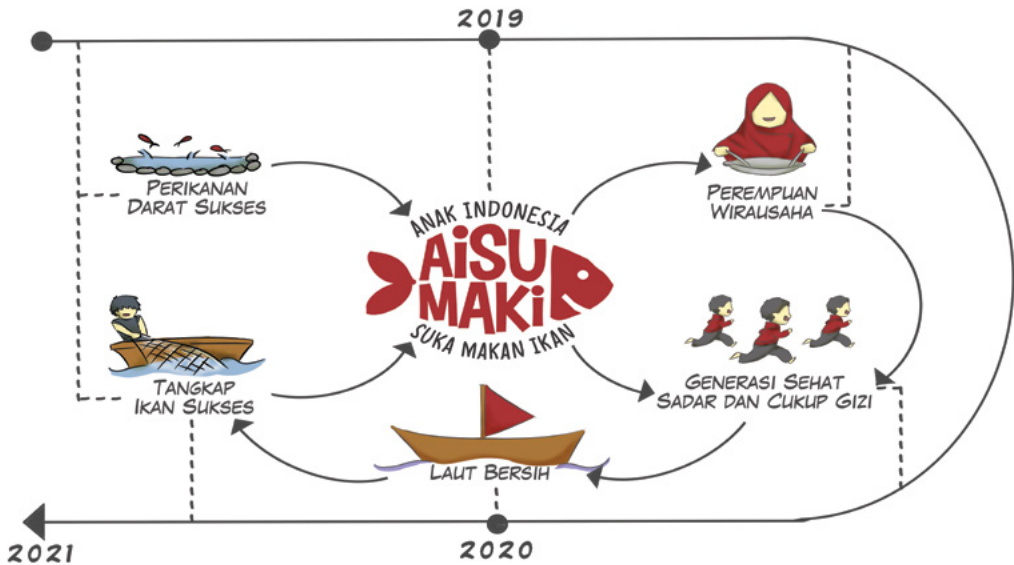 2019
PERIKANAN
DARAT SUKSES
PEREMPUAN
WIRAUSAHA
ANAK INDONESIA
AiSU
MAKi
SUKA MAKAN IKAN
TANGKAP
IKAN SUKSES
GENERASI SEHAT
SADAR DAN CUKUP GIZI
LAUT BERSIH
2021
2020